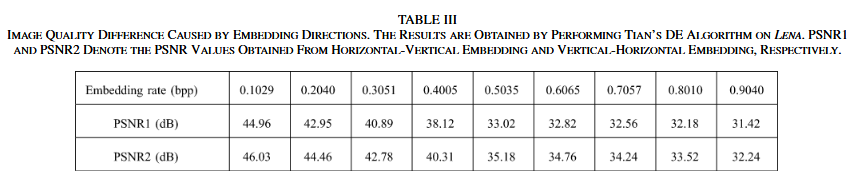 TABLE III
IMAGE QUALITY DIFFERENCE CAUSED BY EMBEDDING DIRECTIONS. THE RESULTS ARE OBTAINED BY PERFORMING TIAN'S DE ALGORITHM ON LENA. PSNR1
AND PSNR2 DENOTE THE PSNR VALUES OBTAINED FROM HORIZONTAL-VERTICAL EMBEDDING AND VERTICAL-HORIZONTAL EMBEDDING, RESPECTIVELY.
Embedding rate (bpp) 0.1029 0.2040 0.3051 0.4005 0.5035 0.6065 0.7057 0.8010 0.9040
PSNR1 (dB) 44.96 42.95 40.89 38.12 33.02 32.82 32.56 32.18 31.42
PSNR2 (dB) 46.03 44.46 42.78 40.31 35.18 34.76 34.24 33.52 32.24